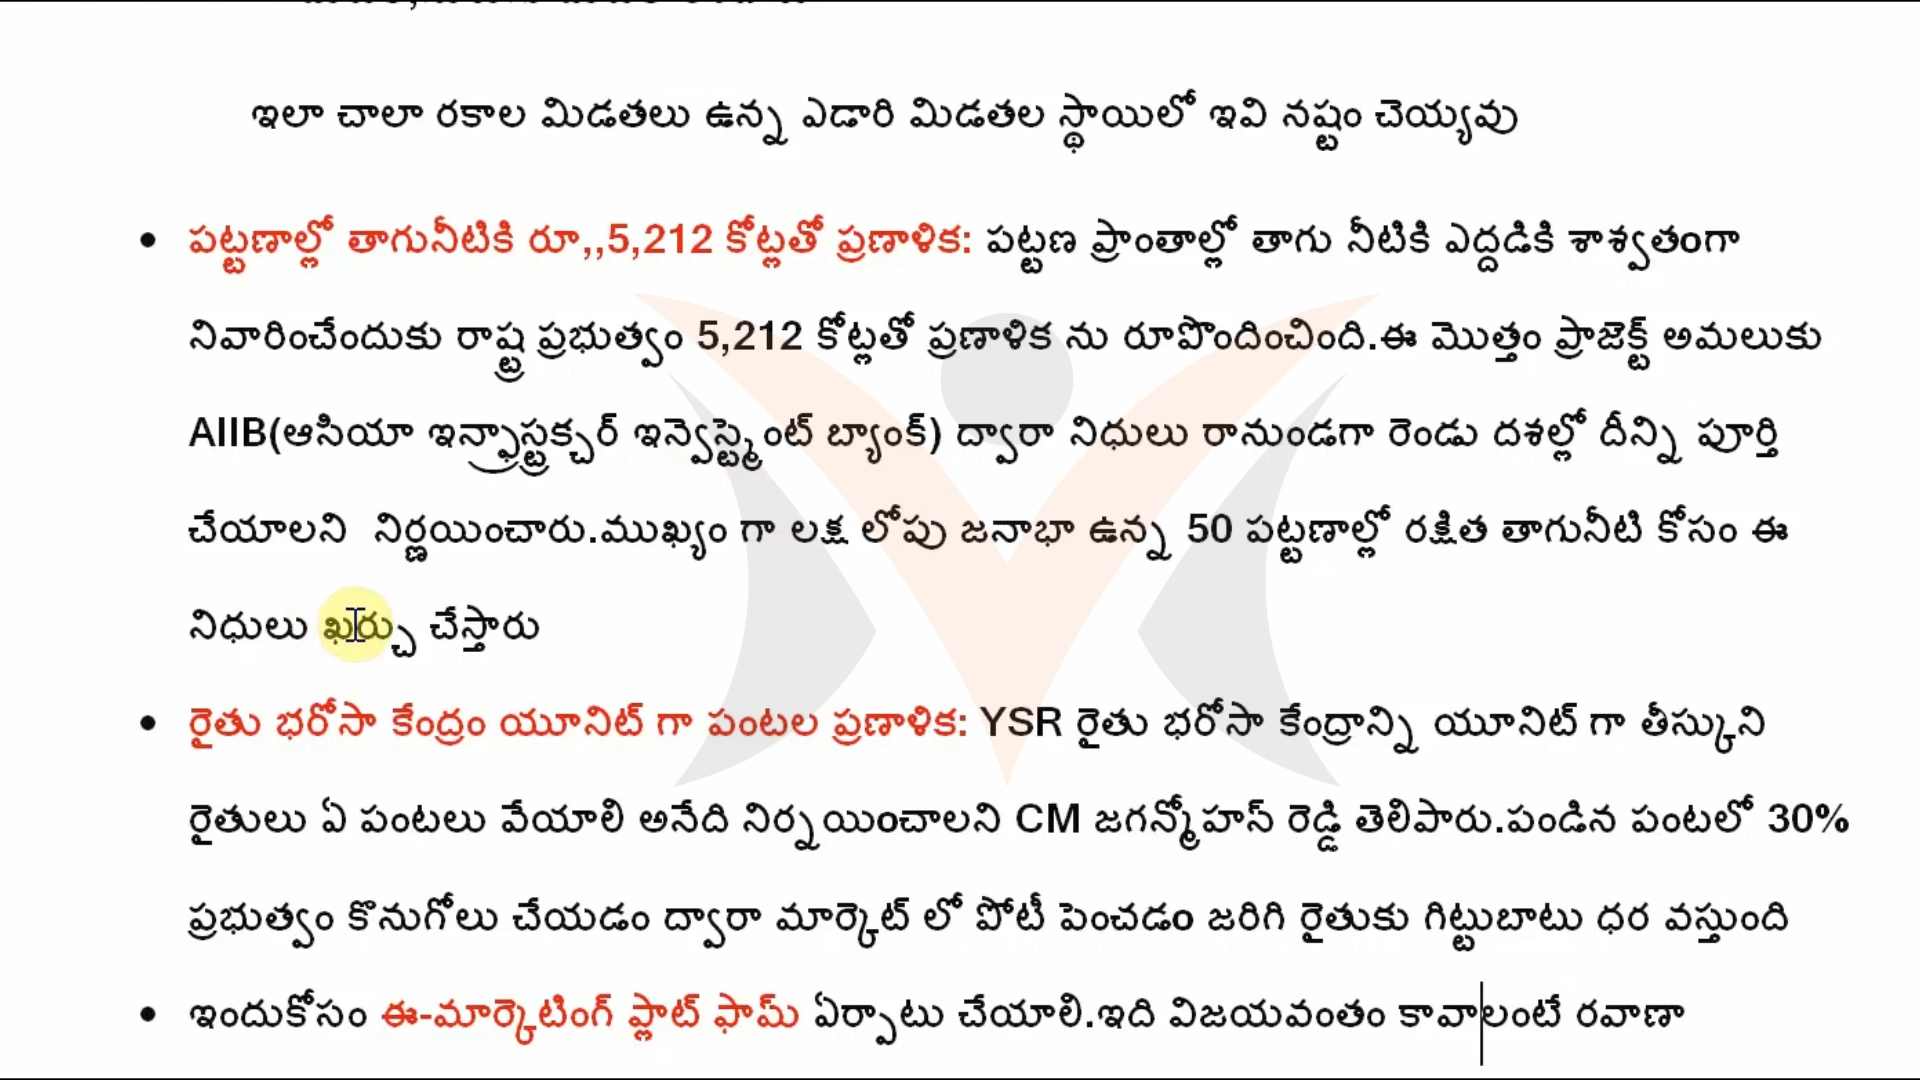 ఇలా చాలా రకాల మిడతలు ఉన్న ఎడారి మిడతల స్థాయిలో ఇవి నష్టం చెయ్యవు
• పట్టణాల్లో తాగునీటికి రూ,,5,212 కోట్లతో ప్రణాళిక: పట్టణ ప్రాంతాల్లో తాగు నీటికి ఎద్దడికి శాశ్వతంగా
నివారించేందుకు రాష్ట్ర ప్రభుత్వం 5,212 కోట్లతో ప్రణాళిక ను రూపొందించింది.ఈ మొత్తం ప్రాజెక్ట్ అమలుకు
AIIB(ఆసియా ఇన్ఫ్రాస్ట్రక్చర్ ఇన్వెస్ట్మెంట్ బ్యాంక్) ద్వారా నిధులు రానుండగా రెండు దశల్లో దీన్ని పూర్తి
చేయాలని నిర్ణయించారు.ముఖ్యం గా లక్ష లోపు జనాభా ఉన్న 50 పట్టణాల్లో రక్షిత తాగునీటి కోసం ఈ
నిధులు ఖర్చు చేస్తారు
• రైతు భరోసా కేంద్రం యూనిట్ గా పంటల ప్రణాళిక: YSR రైతు భరోసా కేంద్రాన్ని యూనిట్ గా తీస్కుని
రైతులు ఏ పంటలు వేయాలి అనేది నిర్నయించాలని CM జగన్మోహన్ రెడ్డి తెలిపారు.పండిన పంటలో 30%
ప్రభుత్వం కొనుగోలు చేయడం ద్వారా మార్కెట్ లో పోటీ పెంచడం జరిగి రైతుకు గిట్టుబాటు ధర వస్తుంది
• ఇందుకోసం ఈ-మార్కెటింగ్ ప్లాట్ ఫామ్ ఏర్పాటు చేయాలి.ఇది విజయవంతం కావాలంటే రవాణా